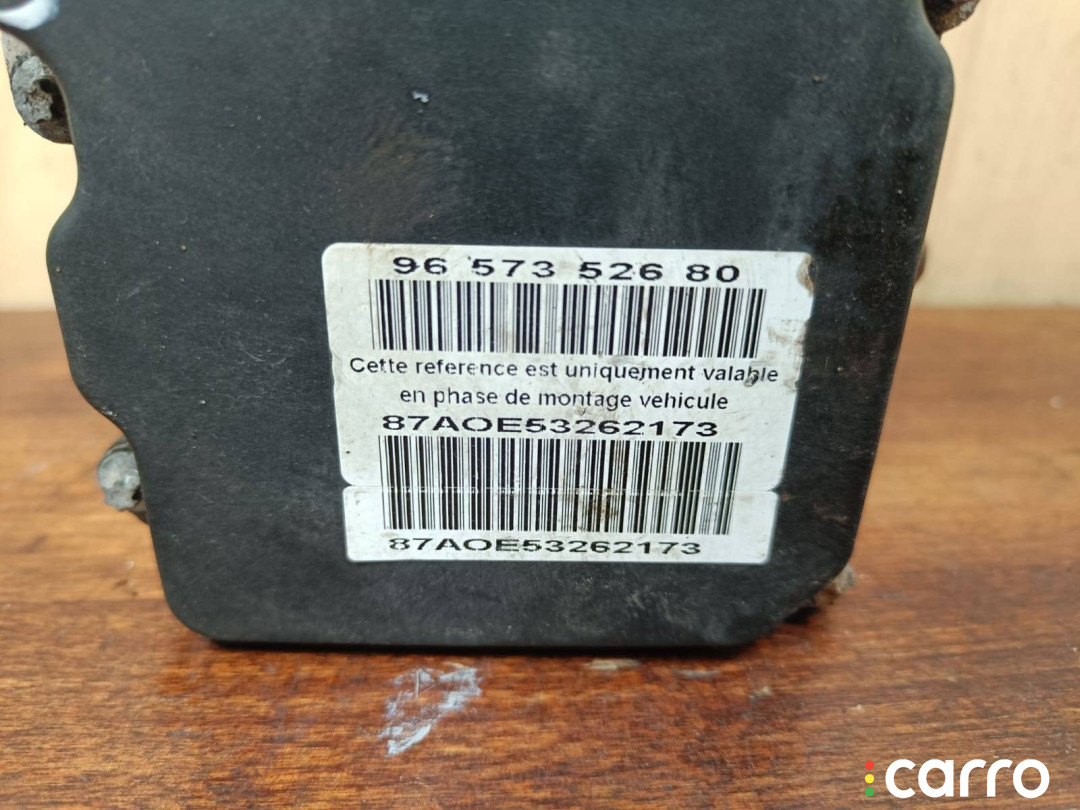 96 573 526 80
Cette reference est uniquement valable
en phase de montage vehicule
87AOE53262173
87AOE53262173
carro